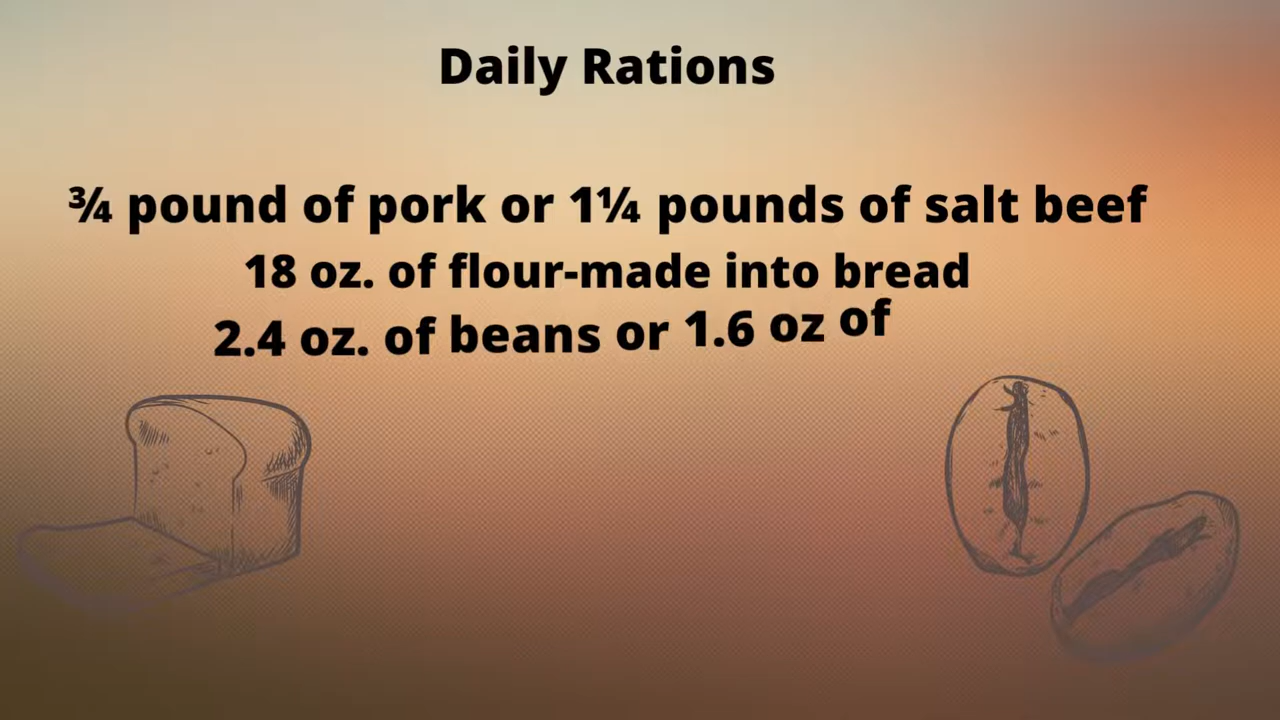 Daily Rations
¾ pound of pork or 1¼ pounds of salt beef
18 oz. of flour-made into bread
2.4 oz. of beans or 1.6 oz of